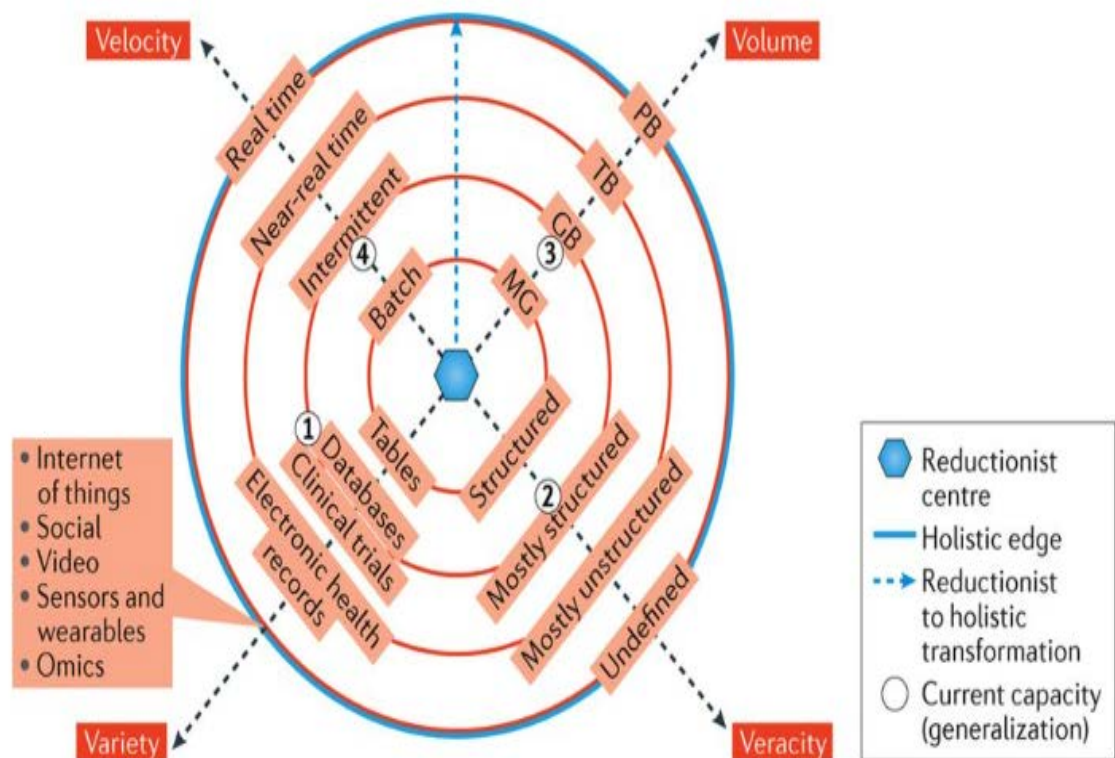 Velocity
Volume
Real time
Near-real time
Intermittent
Batch
PB
TB
GB
MG
4
3
1
2
Tables
Databases
Clinical trials
Electronic health
records
Structured
Mostly structured
Mostly unstructured
Undefined
• Internet
of things
• Social
• Video
• Sensors and
wearables
• Omics
Variety
Veracity
Reductionist
centre
Holistic edge
Reductionist
to holistic
transformation
Current capacity
(generalization)